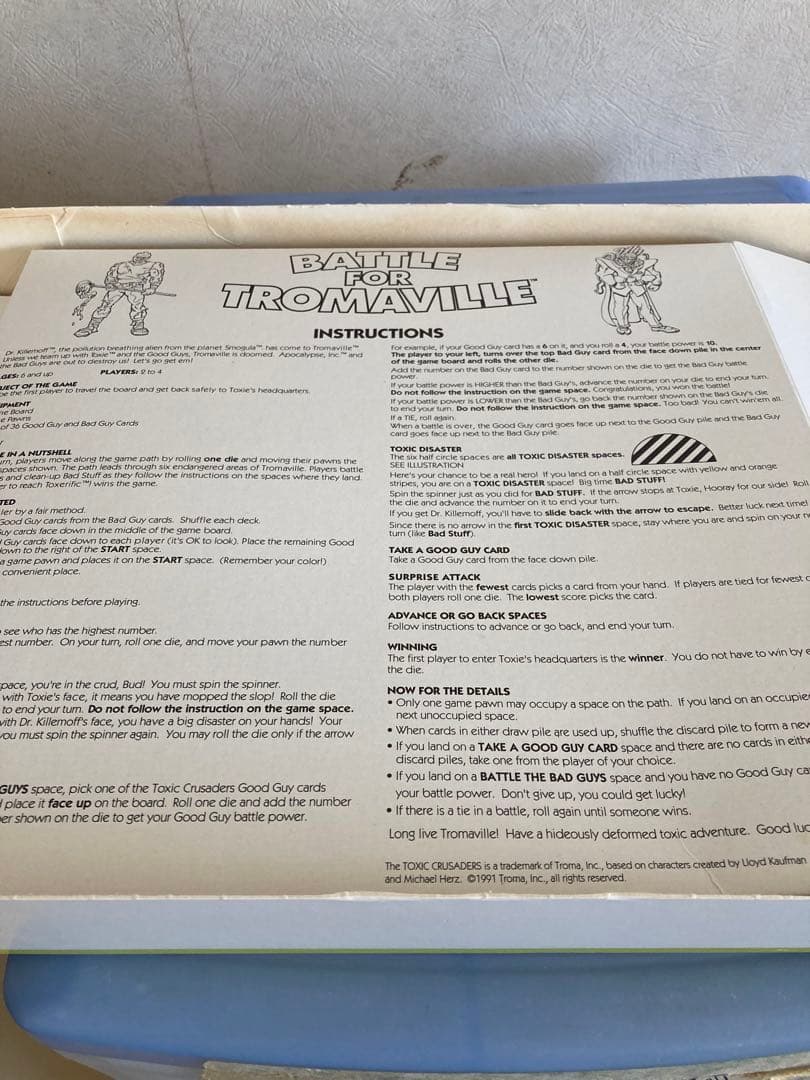 BATTLE
FOR
TROMAVILLE™
INSTRUCTIONS
Dr. Killemoff™, the pollution breathing alien from the planet Smogula™, has come to Tromaville™
Unless we team up with Toxie™ and the Good Guys, Tromaville is doomed. Apocalypse, Inc.™ and
the Bad Guys are out to destroy us! Let's go get em!
AGES: 6 and up
PLAYERS: 2 to 4
JECT OF THE GAME
be the first player to travel the board and get back safely to Toxie's headquarters.
IPMENT
e Board
e Pawns
of 36 Good Guy and Bad Guy Cards
E IN A NUTSHELL
urn, players move along the game path by rolling one die and moving their pawns the
spaces shown. The path leads through six endangered areas of Tromaville. Players battle
s and clean-up Bad Stuff as they follow the instructions on the spaces where they land.
er to reach Toxerific™) wins the game.
TED
ler by a fair method.
Good Guy cards from the Bad Guy cards. Shuffle each deck.
uy cards face down in the middle of the game board.
Guy cards face down to each player (it's OK to look). Place the remaining Good
down to the right of the START space.
a game pawn and places it on the START space. (Remember your color!)
convenient place.
the instructions before playing.
see who has the highest number.
est number. On your turn, roll one die, and move your pawn the number
space, you're in the crud, Bud! You must spin the spinner.
with Toxie's face, it means you have mopped the slop! Roll the die
to end your turn. Do not follow the instruction on the game space.
with Dr. Killemoff's face, you have a big disaster on your hands! Your
you must spin the spinner again. You may roll the die only if the arrow
GUYS space, pick one of the Toxic Crusaders Good Guy cards
place it face up on the board. Roll one die and add the number
er shown on the die to get your Good Guy battle power.
For example, if your Good Guy card has a 6 on it, and you roll a 4, your battle power is 10.
The player to your left, turns over the top Bad Guy card from the face down pile in the center
of the game board and rolls the other die.
Add the number on the Bad Guy card to the number shown on the die to get the Bad Guy battle
power.
If your battle power is HIGHER than the Bad Guy's, advance the number on your die to end your turn.
Do not follow the instruction on the game space. Congratulations, you won the battle!
If your battle power is LOWER than the Bad Guy's, go back the number shown on the Bad Guy's die
to end your turn. Do not follow the instruction on the game space. Too bad! You can't win'em all.
If a TIE, roll again.
When a battle is over, the Good Guy card goes face up next to the Good Guy pile and the Bad Guy
card goes face up next to the Bad Guy pile.
TOXIC DISASTER
The six half circle spaces are all TOXIC DISASTER spaces.
SEE ILLUSTRATION
Here's your chance to be a real hero! If you land on a half circle space with yellow and orange
stripes, you are on a TOXIC DISASTER space! Big time BAD STUFF!
Spin the spinner just as you did for BAD STUFF. If the arrow stops at Toxie, Hooray for our side! Roll
the die and advance the number on it to end your turn.
If you get Dr. Killemoff, you'll have to slide back with the arrow to escape. Better luck next time!
Since there is no arrow in the first TOXIC DISASTER space, stay where you are and spin on your n
turn (like Bad Stuff).
TAKE A GOOD GUY CARD
Take a Good Guy card from the face down pile.
SURPRISE ATTACK
The player with the fewest cards picks a card from your hand. If players are tied for fewest c
both players roll one die. The lowest score picks the card.
ADVANCE OR GO BACK SPACES
Follow instructions to advance or go back, and end your turn.
WINNING
The first player to enter Toxie's headquarters is the winner. You do not have to win by e
the die.
NOW FOR THE DETAILS
• Only one game pawn may occupy a space on the path. If you land on an occupie
next unoccupied space.
• When cards in either draw pile are used up, shuffle the discard pile to form a new
• If you land on a TAKE A GOOD GUY CARD space and there are no cards in eithe
discard piles, take one from the player of your choice.
• If you land on a BATTLE THE BAD GUYS space and you have no Good Guy ca
your battle power. Don't give up, you could get lucky!
• If there is a tie in a battle, roll again until someone wins.
Long live Tromaville! Have a hideously deformed toxic adventure. Good luc
The TOXIC CRUSADERS is a trademark of Troma, Inc., based on characters created by Lloyd Kaufman
and Michael Herz. ©1991 Troma, Inc., all rights reserved.